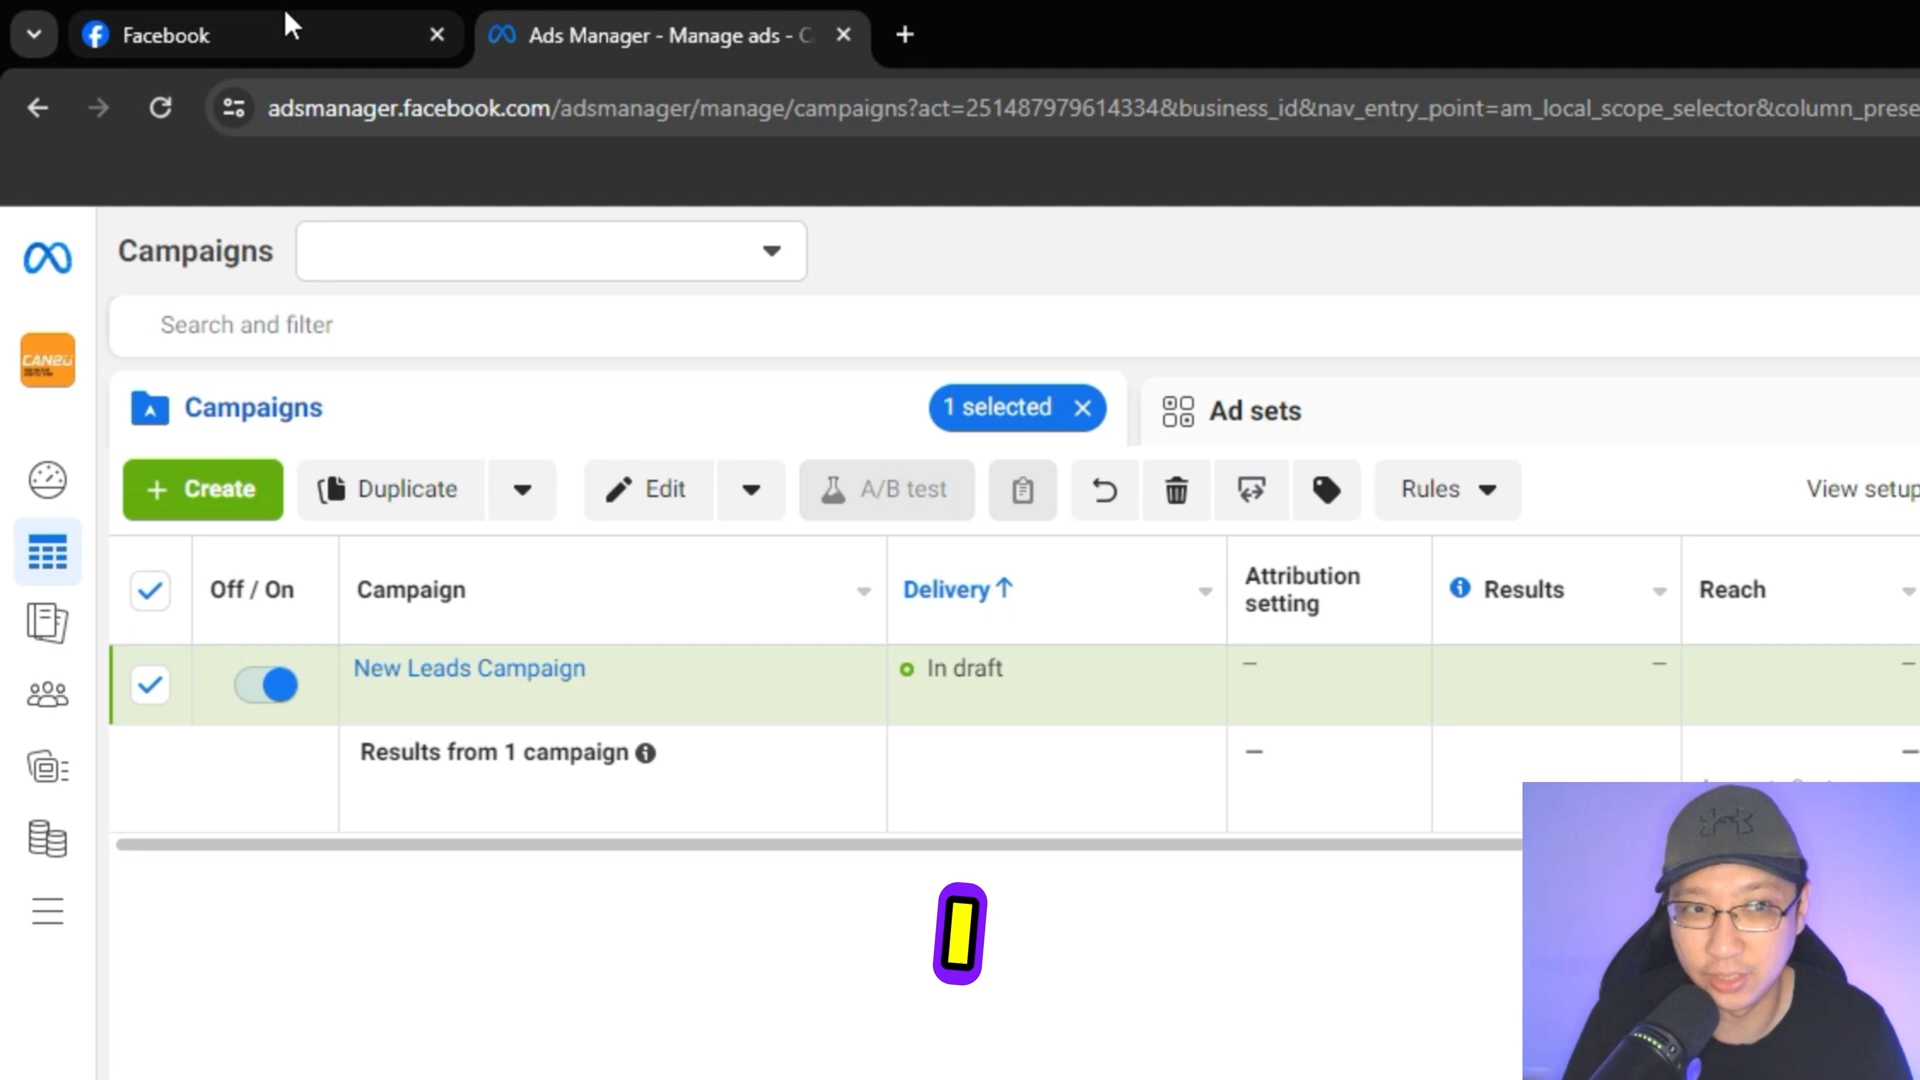 Facebook
Ads Manager - Manage ads - C
adsmanager.facebook.com/adsmanager/manage/campaigns?act=251487979614334&business_id&nav_entry_point=am_local_scope_selector&column_prese
Campaigns
Search and filter
CAN2U
Campaigns
1 selected
Ad sets
Create
Duplicate
Edit
A/B test
Rules
View setup
Off / On
Campaign
Delivery ↑
Attribution
setting
Results
Reach
New Leads Campaign
In draft
—
—
—
Results from 1 campaign
—
—
I